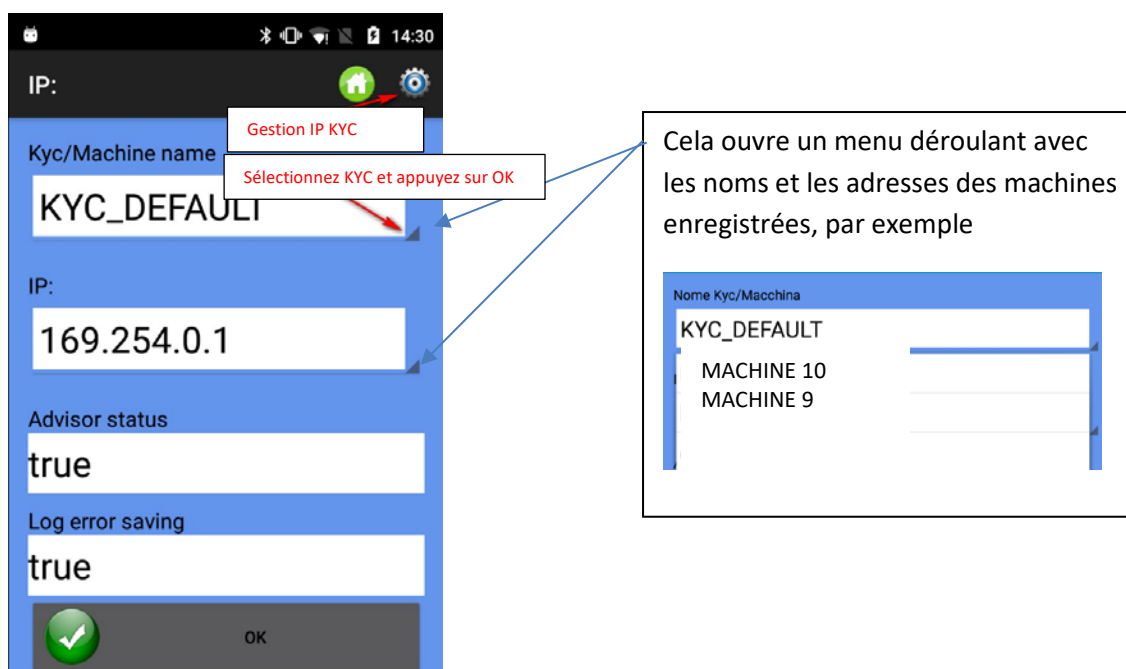 14:30
IP:
Gestion IP KYC
Kyc/Machine name
Sélectionnez KYC et appuyez sur OK
KYC_DEFAULT
IP:
169.254.0.1
Advisor status
true
Log error saving
true
OK
Cela ouvre un menu déroulant avec
les noms et les adresses des machines
enregistrées, par exemple
Nome Kyc/Macchina
KYC_DEFAULT
MACHINE 10
MACHINE 9